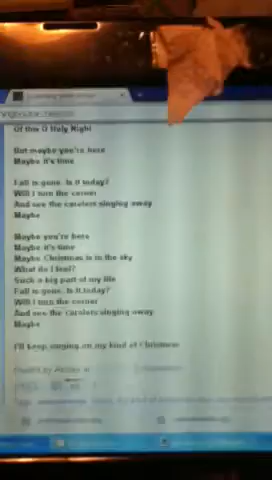 Of this O Holy Night
But maybe you're here
Maybe it's time
Fall is gone. Is it today?
Will I turn the corner
And see the carolers singing away
Maybe
Maybe you're here
Maybe it's time
Maybe Christmas is in the sky
What do I feel?
Such a big part of my life
Fall is gone. Is it today?
Will I turn the corner
And see the carolers singing away
Maybe
I'll keep singing on my kind of Christmas
Posted by